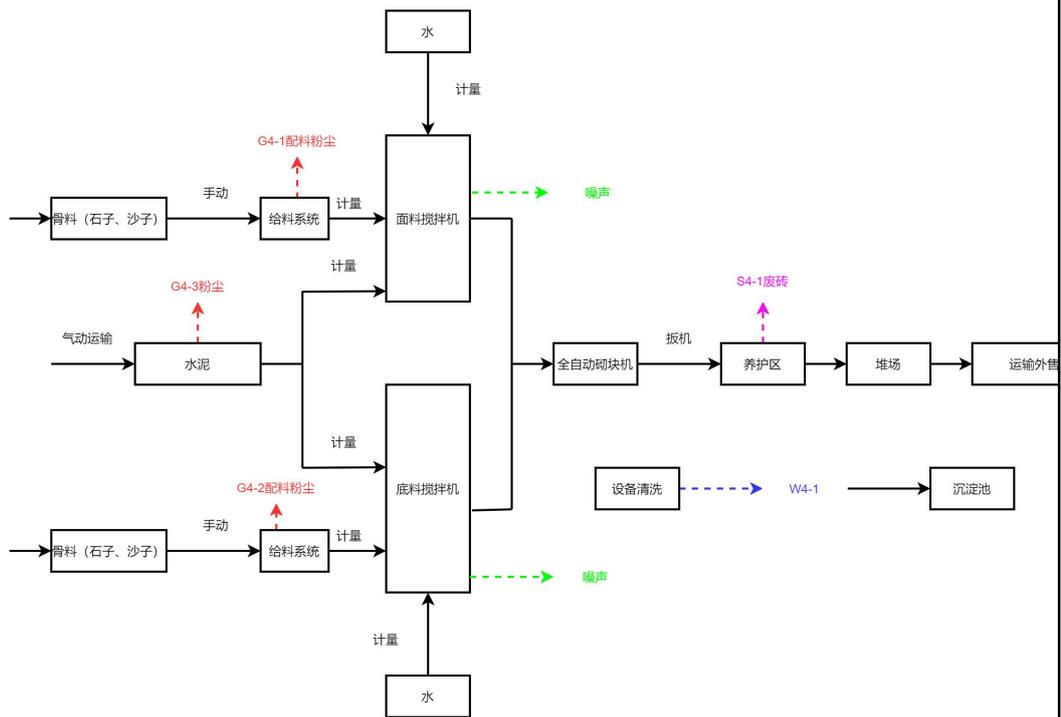 水
计量
G4-1配料粉尘
手动
计量
噪声
骨料（石子、沙子）
给料系统
面料搅拌机
计量
G4-3粉尘
S4-1废砖
气动运输
扳机
水泥
全自动砌块机
养护区
堆场
运输外售
计量
G4-2配料粉尘
底料搅拌机
设备清洗
W4-1
沉淀池
手动
计量
骨料（石子、沙子）
给料系统
噪声
计量
水